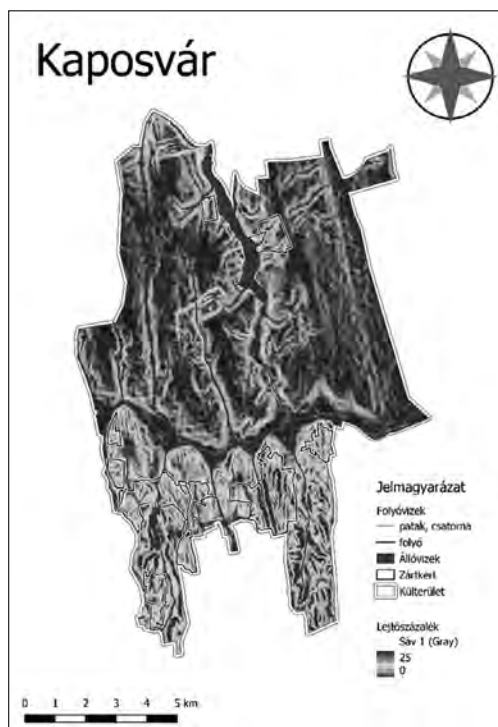 Kaposvár
Jelmagyarázat
Folyóvizek
patak, csatorna
folyó
Állóvizek
Zártkert
Külterület
Lejtőszázalék
Sáv 1 (Gray)
25
0
0 1 2 3 4 5 km